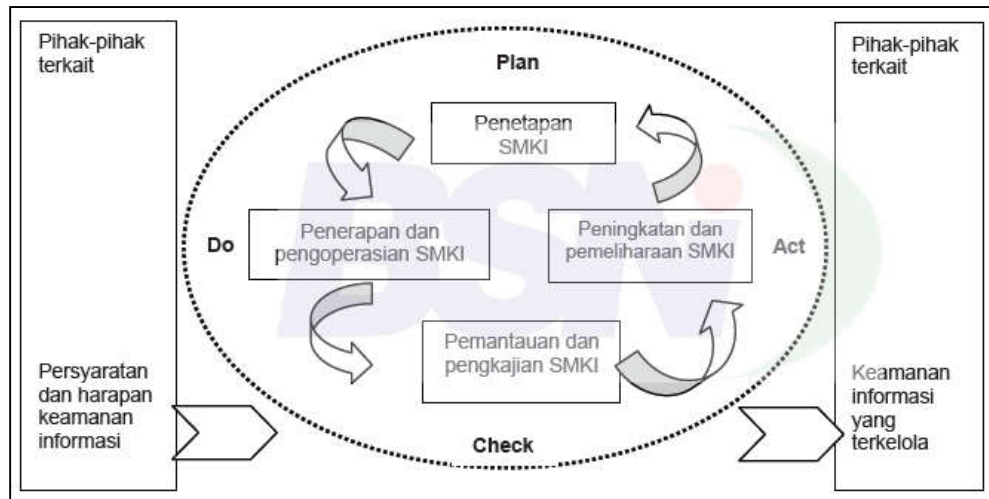 Pihak-pihak
terkait
Persyaratan
dan harapan
keamanan
informasi
Plan
Penetapan
SMKI
Do
Penerapan dan
pengoperasian SMKI
Peningkatan dan
pemeliharaan SMKI
Act
Pemantauan dan
pengkajian SMKI
Check
Pihak-pihak
terkait
Keamanan
informasi
yang
terkelola
BSNi